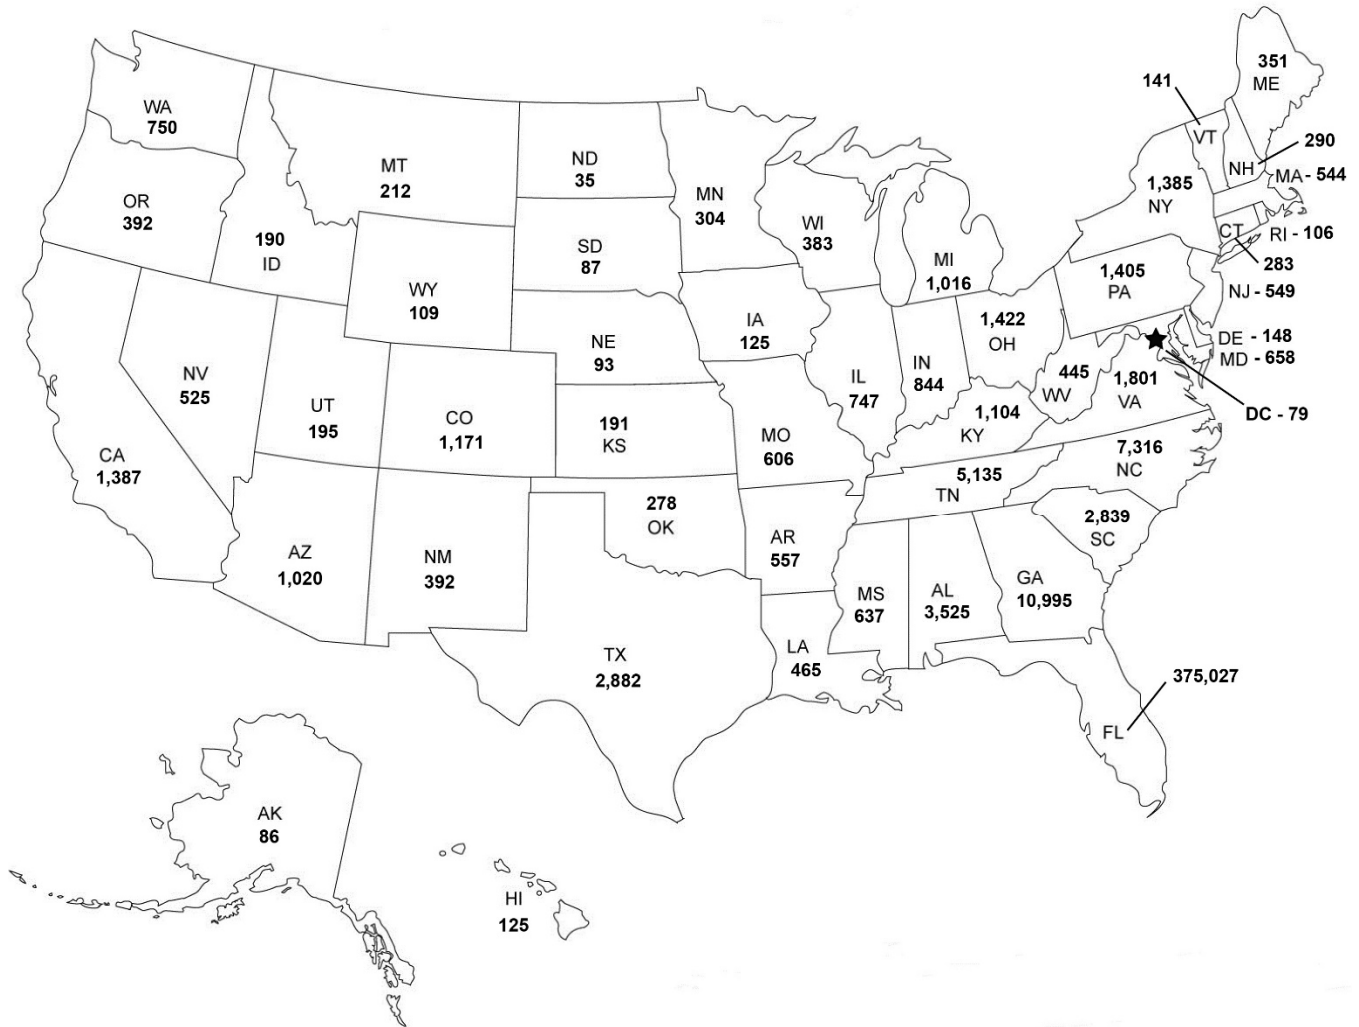 351
ME
141
WA
750
VT
290
ND
35
MT
212
NH
MA - 544
1,385
NY
MN
304
OR
392
WI
383
CT
RI - 106
190
ID
SD
87
MI
1,016
283
1,405
PA
WY
109
NJ - 549
IA
125
1,422
OH
DE - 148
MD - 658
NE
93
NV
525
IN
844
445
WV
1,801
VA
IL
747
UT
195
CO
1,171
191
KS
1,104
KY
DC - 79
MO
606
CA
1,387
7,316
NC
5,135
TN
278
OK
2,839
SC
AZ
1,020
NM
392
AR
557
GA
10,995
MS
637
AL
3,525
LA
465
TX
2,882
375,027
FL
AK
86
HI
125